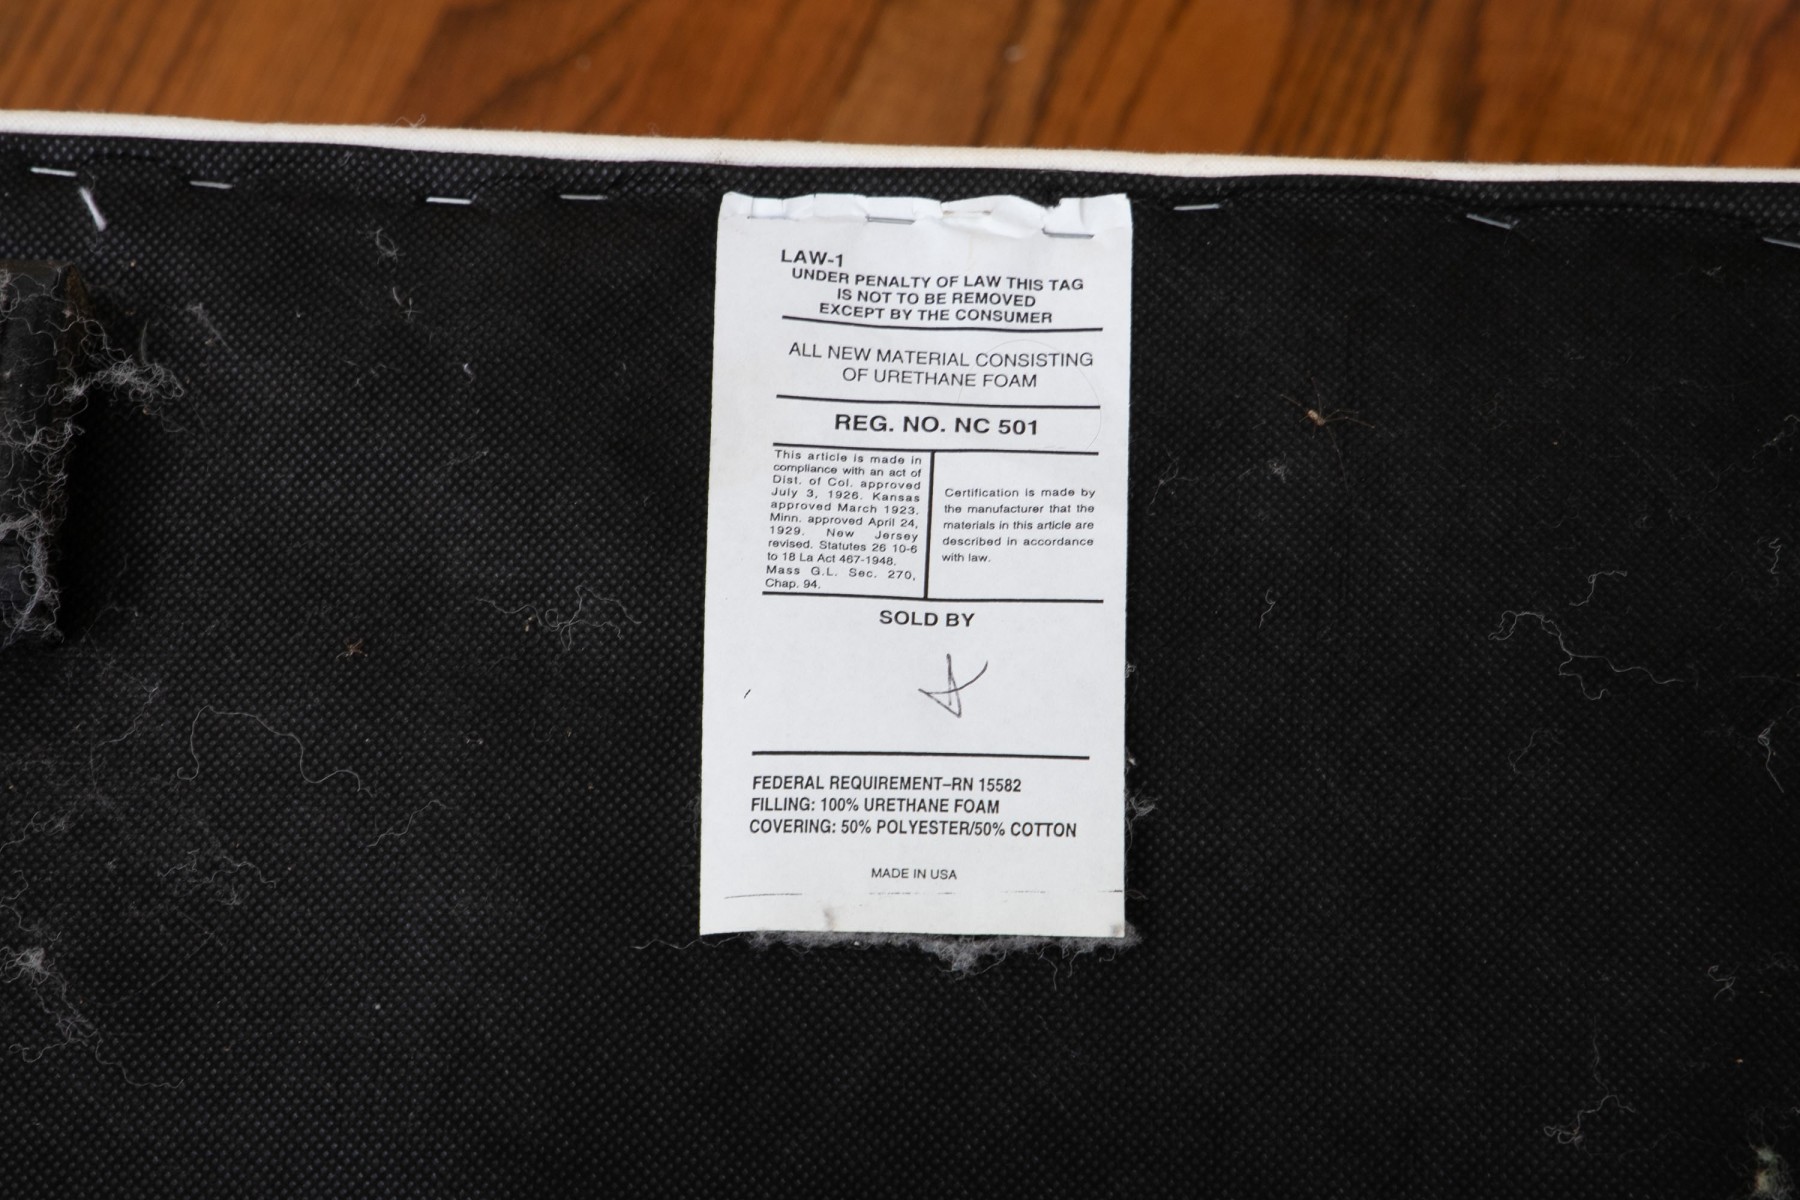 LAW-1
UNDER PENALTY OF LAW THIS TAG
IS NOT TO BE REMOVED
EXCEPT BY THE CONSUMER
ALL NEW MATERIAL CONSISTING
OF URETHANE FOAM
REG. NO. NC 501
This article is made in
compliance with an act of
Dist. of Col. approved
July 3, 1926. Kansas
approved March 1923.
Minn. approved April 24,
1929. New Jersey
revised. Statutes 26 10-6
to 18 La Act 467-1948.
Mass G.L. Sec. 270,
Chap. 94.
Certification is made by
the manufacturer that the
materials in this article are
described in accordance
with law.
SOLD BY
FEDERAL REQUIREMENT–RN 15582
FILLING: 100% URETHANE FOAM
COVERING: 50% POLYESTER/50% COTTON
MADE IN USA